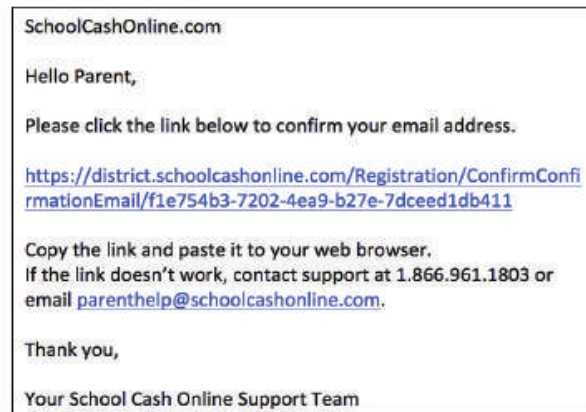 SchoolCashOnline.com
Hello Parent,
Please click the link below to confirm your email address.
https://district.schoolcashonline.com/Registration/ConfirmConfi
rmationEmail/f1e754b3-7202-4ea9-b27e-7dceed1db411
Copy the link and paste it to your web browser.
If the link doesn't work, contact support at 1.866.961.1803 or
email parenthelp@schoolcashonline.com.
Thank you,
Your School Cash Online Support Team